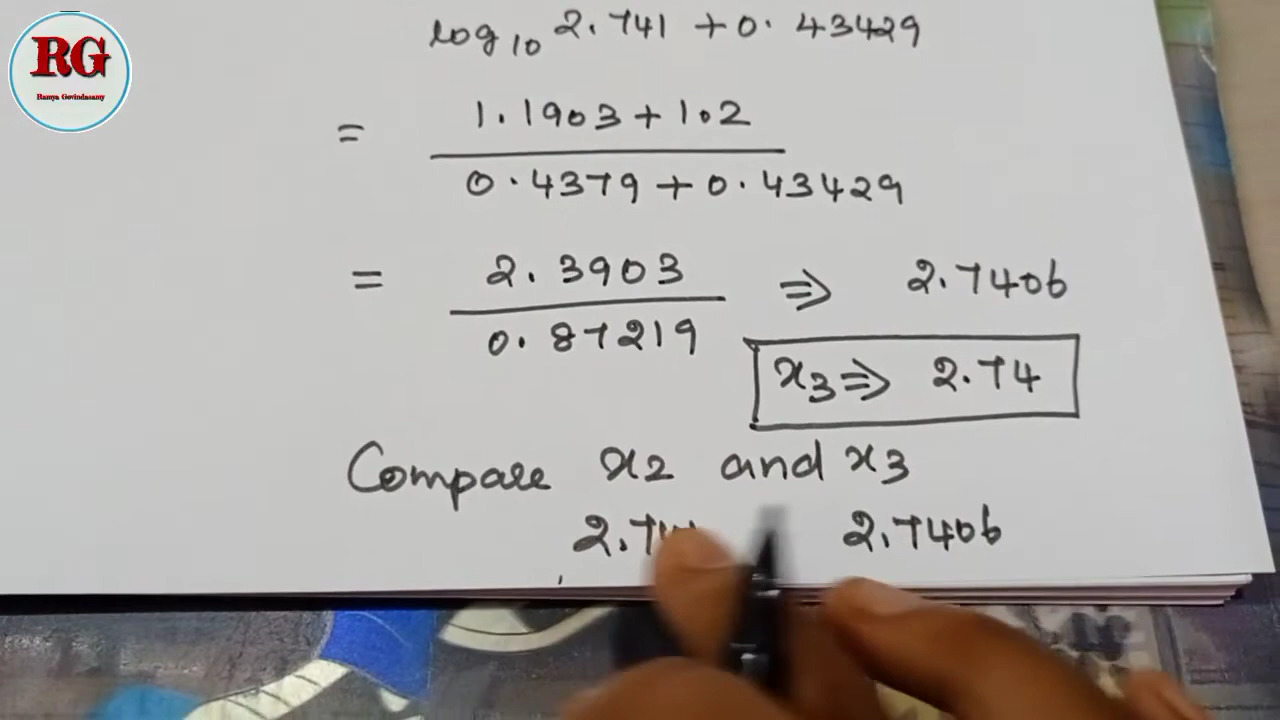 RG
Ramya Govindasamy
log10 2.741 + 0.43429
= 1.1903 + 1.2
0.4379 + 0.43429
= 2.3903 ⇒ 2.7406
0.87219
x3 ⇒ 2.74
Compare x2 and x3
2.7406